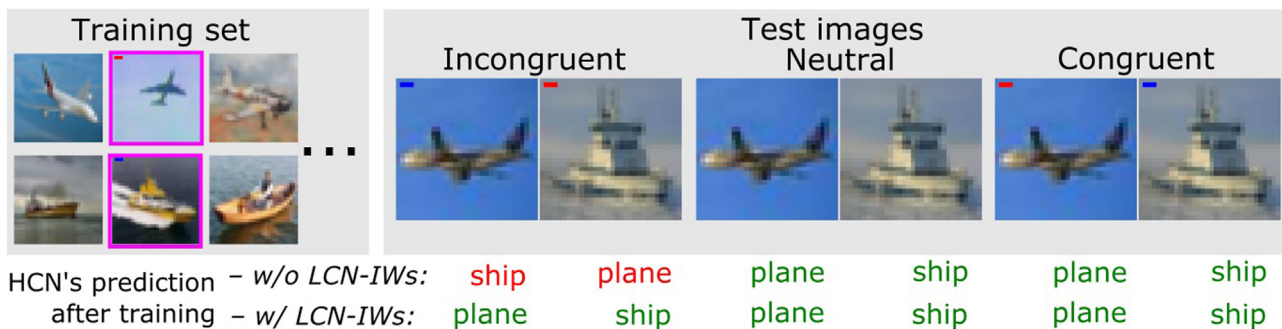 Training set
...
Test images
Incongruent Neutral Congruent
HCN's prediction after training
– w/o LCN-IWs: ship plane plane ship plane ship
– w/ LCN-IWs: plane ship plane ship plane ship